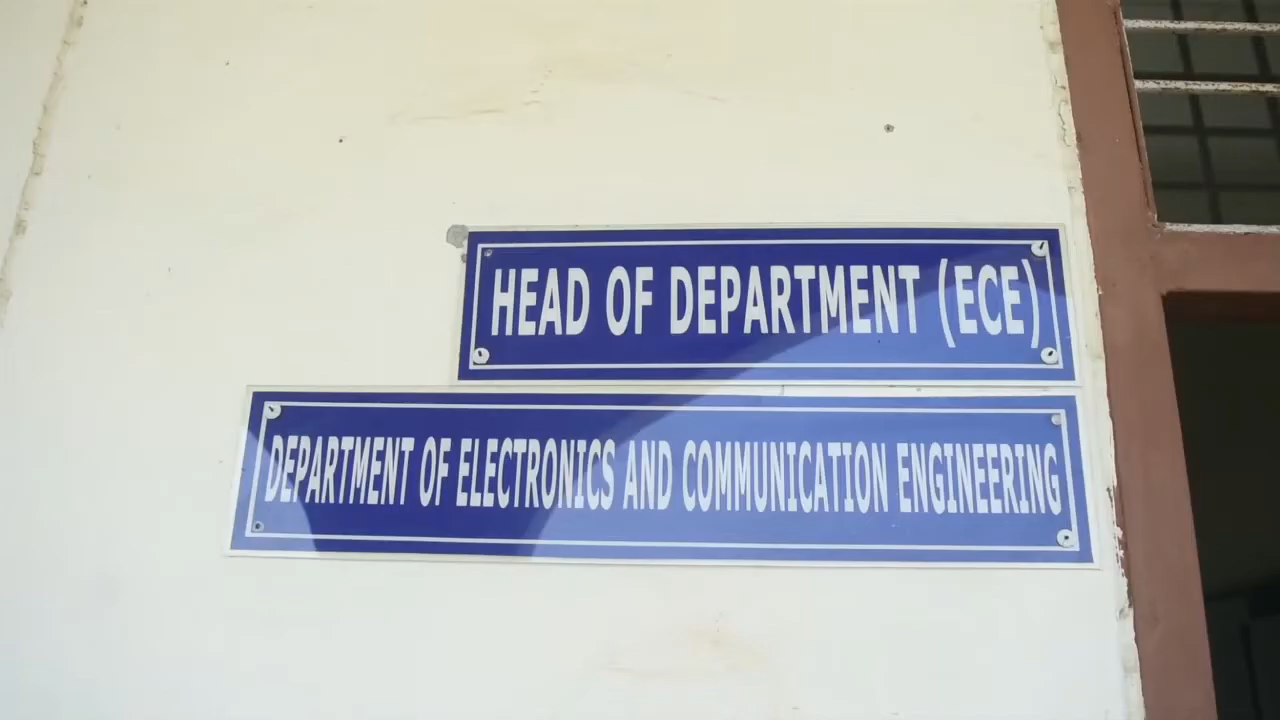 HEAD OF DEPARTMENT (ECE)
DEPARTMENT OF ELECTRONICS AND COMMUNICATION ENGINEERING